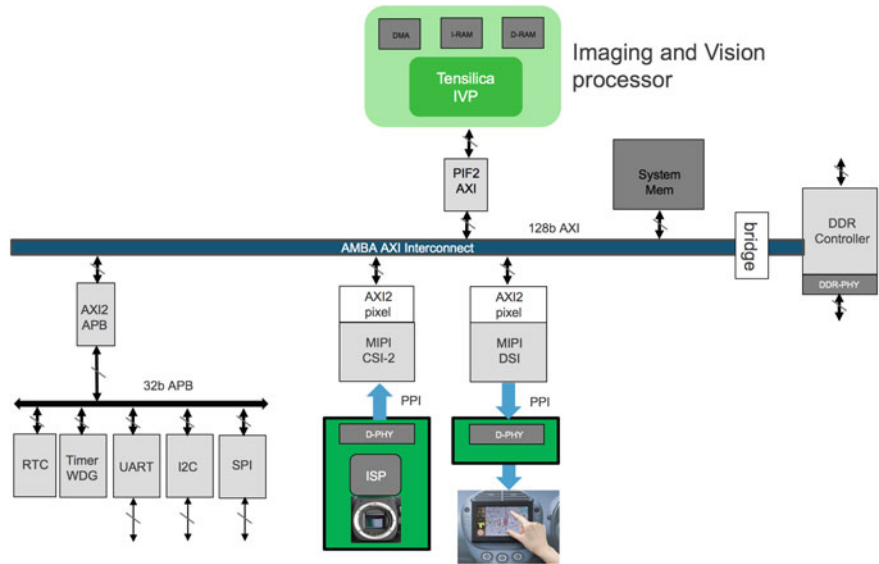 DMA
I-RAM
D-RAM
Tensilica
IVP
Imaging and Vision
processor
PIF2
AXI
System
Mem
128b AXI
AMBA AXI Interconnect
bridge
DDR
Controller
DDR-PHY
AXI2
APB
AXI2
pixel
MIPI
CSI-2
AXI2
pixel
MIPI
DSI
32b APB
PPI
PPI
RTC
Timer
WDG
UART
I2C
SPI
D-PHY
ISP
D-PHY